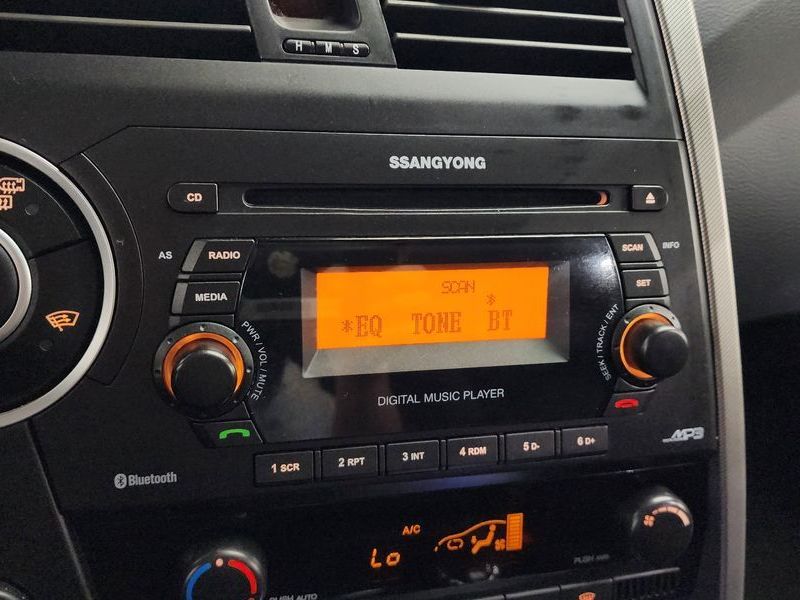 H M S
SSANGYONG
CD
AS RADIO
SCAN INFO
MEDIA
SET
SCAN
*EQ TONE BT
PWR / VOL / MUTE
SEEK / TRACK / ENT
DIGITAL MUSIC PLAYER
MP3
1 SCR 2 RPT 3 INT 4 RDM 5 D- 6 D+
Bluetooth
A/C
Lo
PUSH AUTO
PUSH